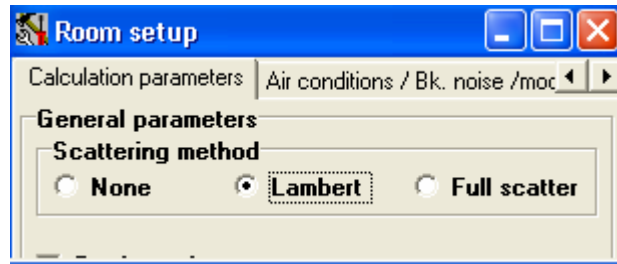 Room setup
Calculation parameters Air conditions / Bk. noise /moc
General parameters
Scattering method
None Lambert Full scatter